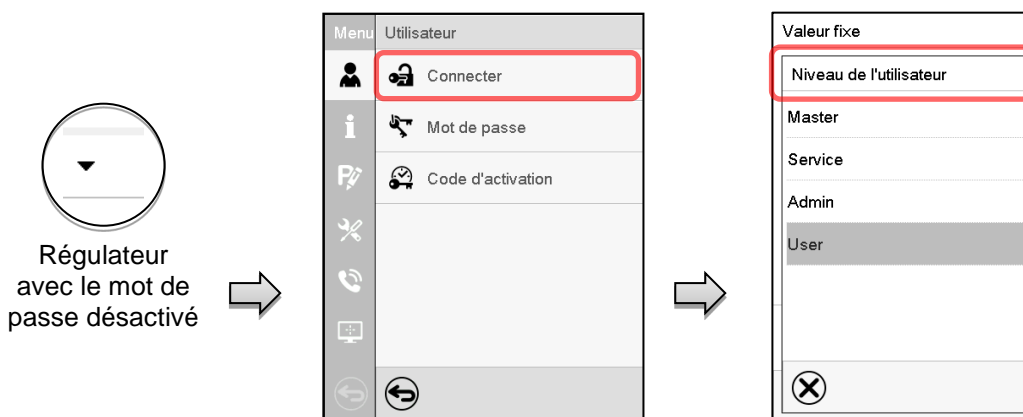 Régulateur
avec le mot de
passe désactivé
Menu
Utilisateur
Connecter
Mot de passe
Code d'activation
Valeur fixe
Niveau de l'utilisateur
Master
Service
Admin
User